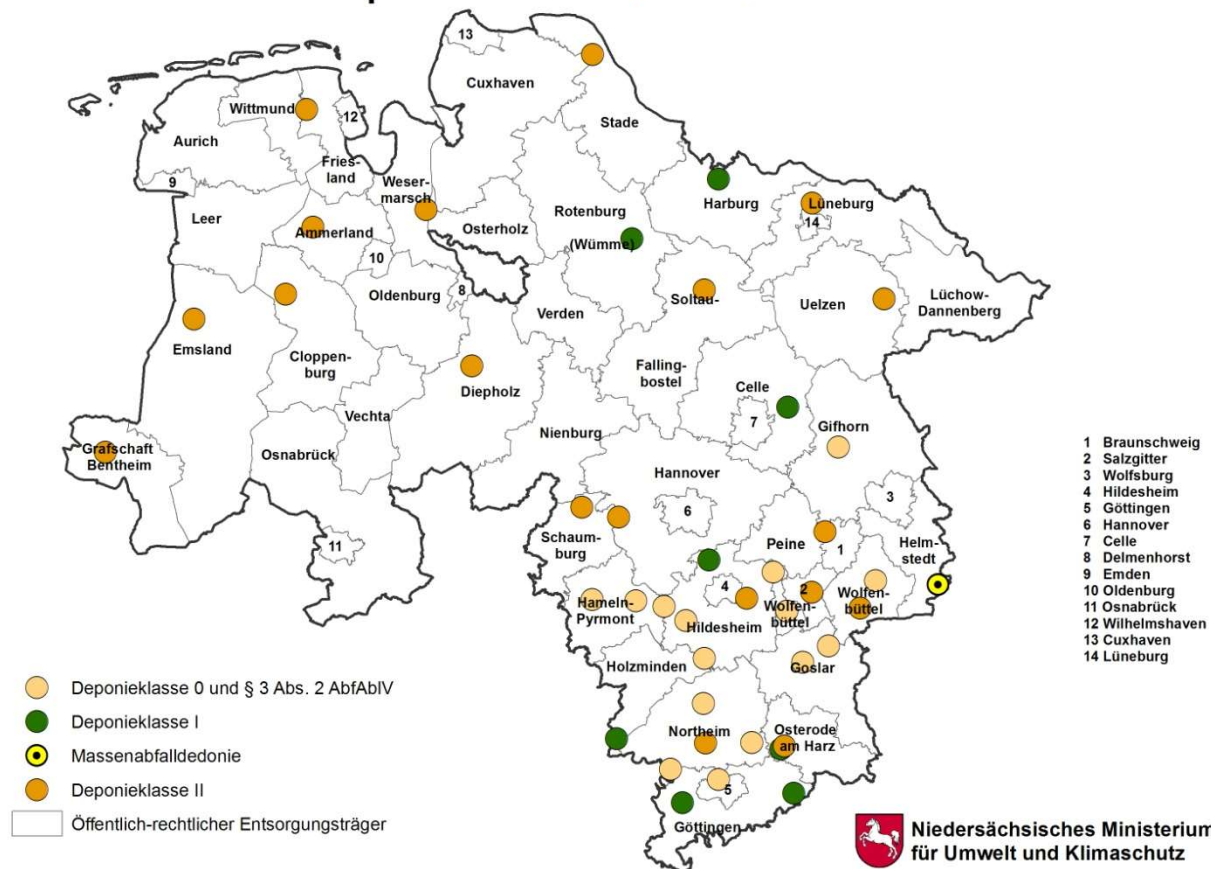 13
Cuxhaven
Wittmund
12
Stade
Aurich
Fries-
land
9
Weser-
marsch
Harburg
Lüneburg
14
Leer
Ammerland
Rotenburg
(Wümme)
Osterholz
10
Oldenburg
8
Soltau-
Uelzen
Lüchow-
Dannenberg
Verden
Emsland
Cloppen-
burg
Diepholz
Falling-
bostel
Celle
7
Vechta
Gifhorn
Nienburg
Grafschaft
Bentheim
Osnabrück
Hannover
6
3
11
Schaum-
burg
Peine
1
Helm-
stedt
4
2
Hameln-
Pyrmont
Hildesheim
Wolfen-
büttel
Wolfen-
büttel
Holzminden
Goslar
Northeim
Osterode
am Harz
5
Göttingen
1 Braunschweig
2 Salzgitter
3 Wolfsburg
4 Hildesheim
5 Göttingen
6 Hannover
7 Celle
8 Delmenhorst
9 Emden
10 Oldenburg
11 Osnabrück
12 Wilhelmshaven
13 Cuxhaven
14 Lüneburg
Deponieklasse 0 und § 3 Abs. 2 AbfAblV
Deponieklasse I
Massenabfalldedonie
Deponieklasse II
Öffentlich-rechtlicher Entsorgungsträger
Niedersächsisches Ministerium
für Umwelt und Klimaschutz